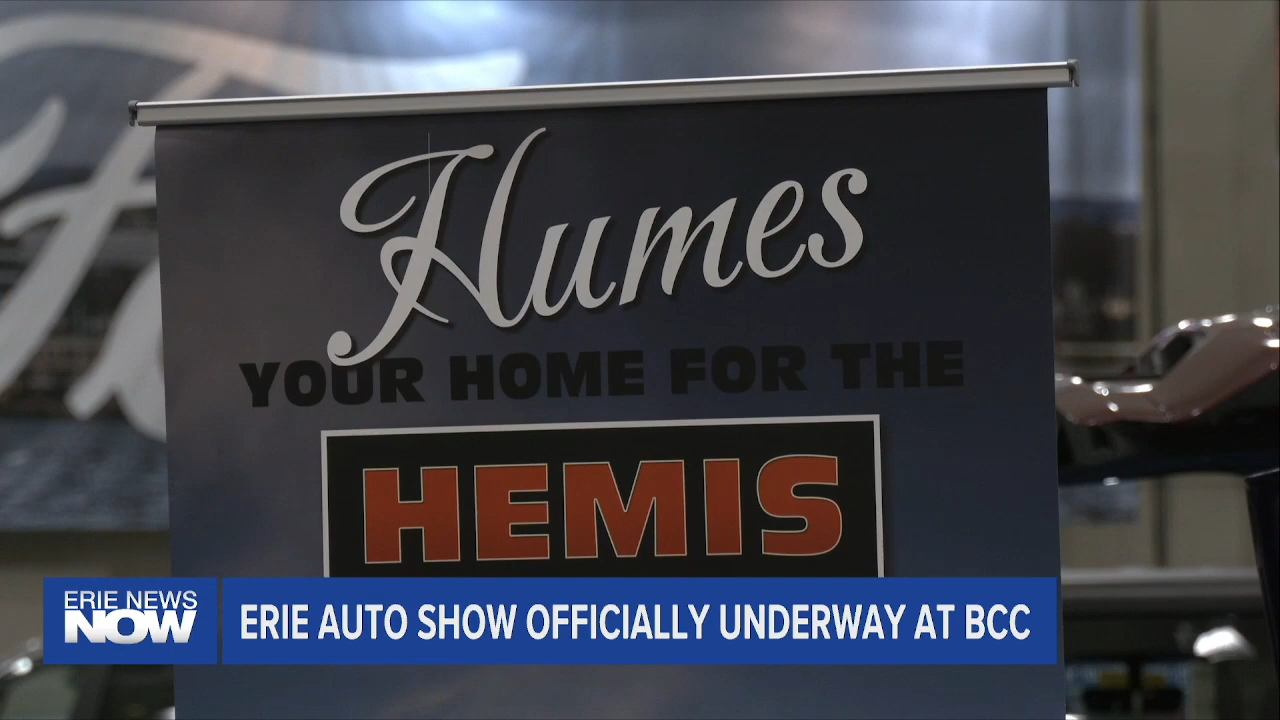 Humes
YOUR HOME FOR THE
HEMIS
ERIE NEWS
NOW
ERIE AUTO SHOW OFFICIALLY UNDERWAY AT BCC